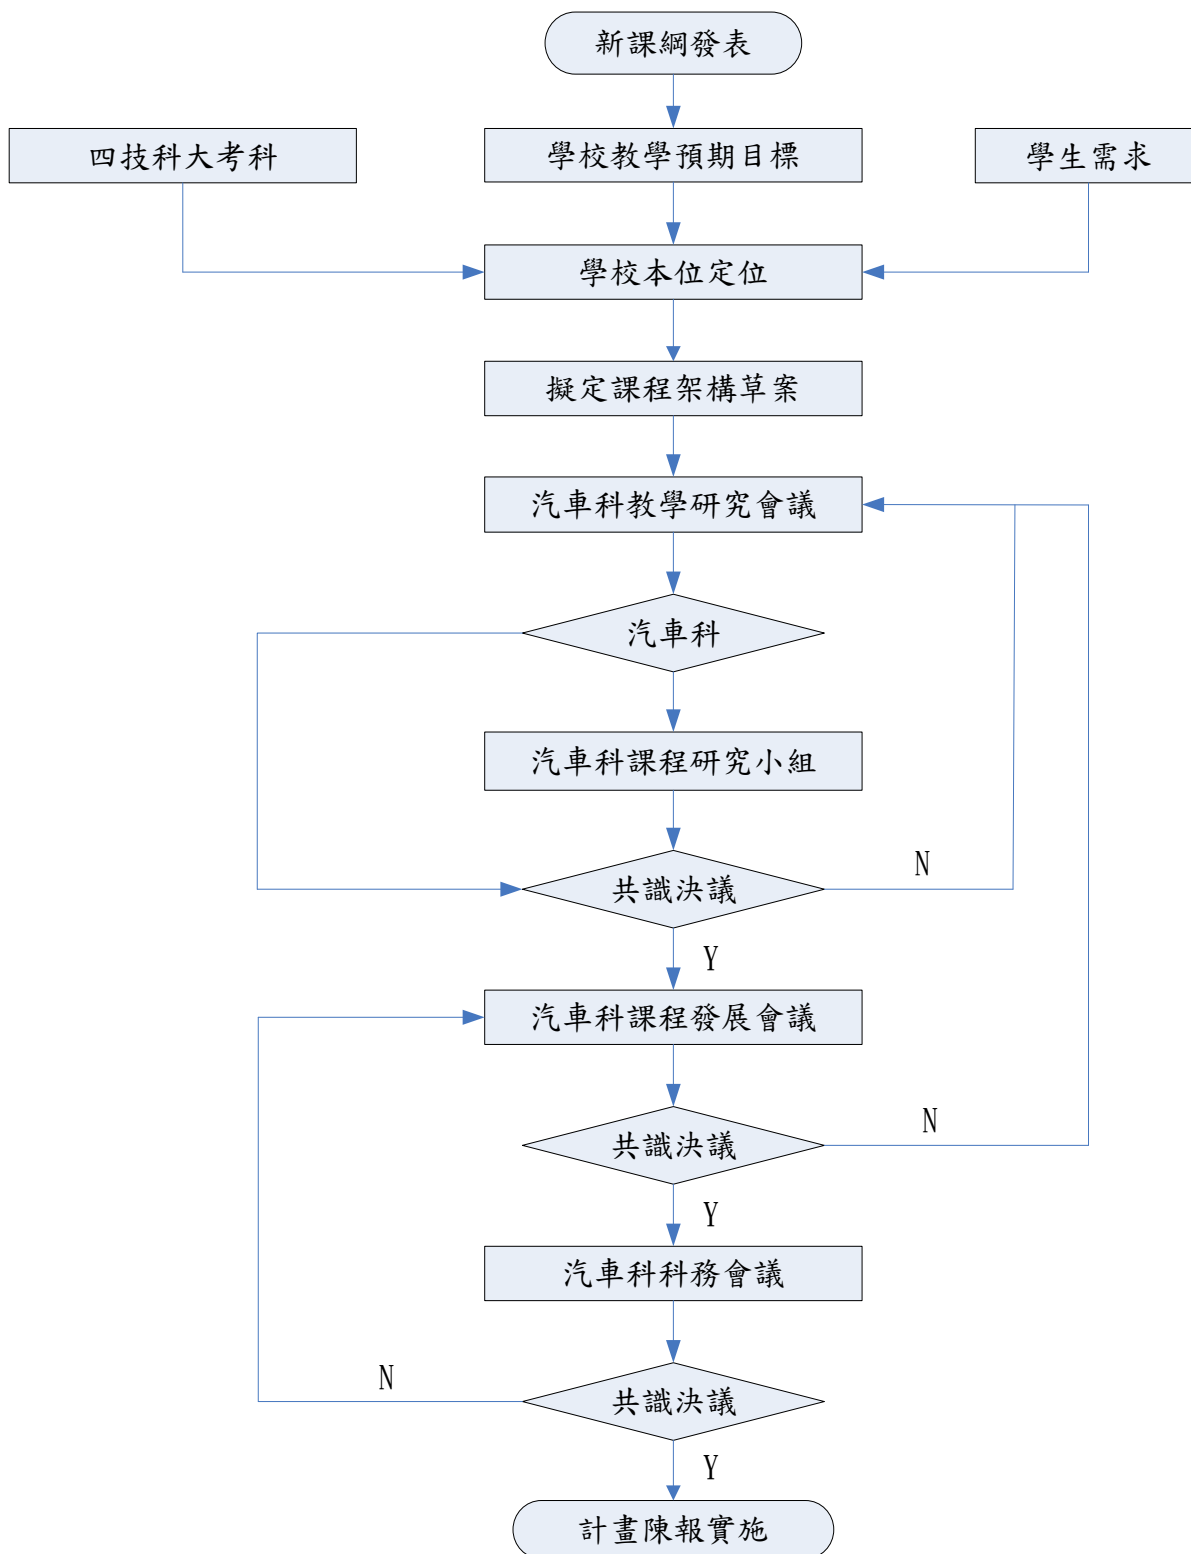 新課綱發表
四技科大考科
學校教學預期目標
學生需求
學校本位定位
擬定課程架構草案
汽車科教學研究會議
汽車科
汽車科課程研究小組
共識決議
N
Y
汽車科課程發展會議
共識決議
N
Y
汽車科科務會議
共識決議
N
Y
計畫陳報實施